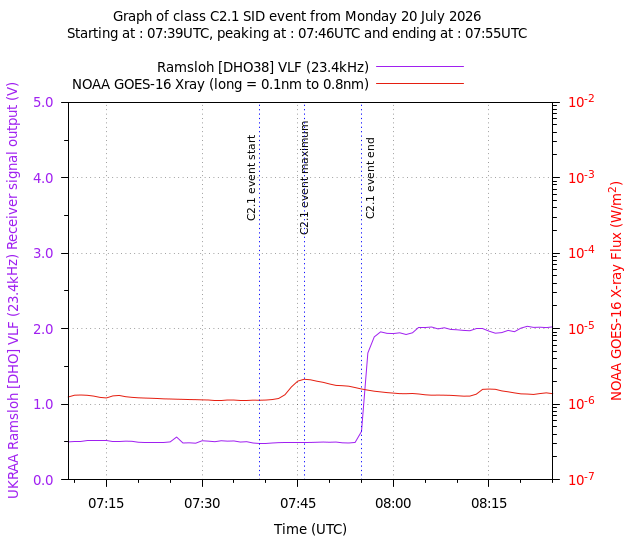 Graph of class C2.1 SID event from Monday 20 July 2026
Starting at : 07:39UTC, peaking at : 07:46UTC and ending at : 07:55UTC
Ramsloh [DHO38] VLF (23.4kHz)
NOAA GOES-16 Xray (long = 0.1nm to 0.8nm)
UKRAA Ramsloh [DHO] VLF (23.4kHz) Receiver signal output (V)
5.0
4.0
3.0
2.0
1.0
0.0
C2.1 event start
C2.1 event maximum
C2.1 event end
10-2
10-3
10-4
10-5
10-6
10-7
NOAA GOES-16 X-ray Flux (W/m2)
07:15 07:30 07:45 08:00 08:15
Time (UTC)